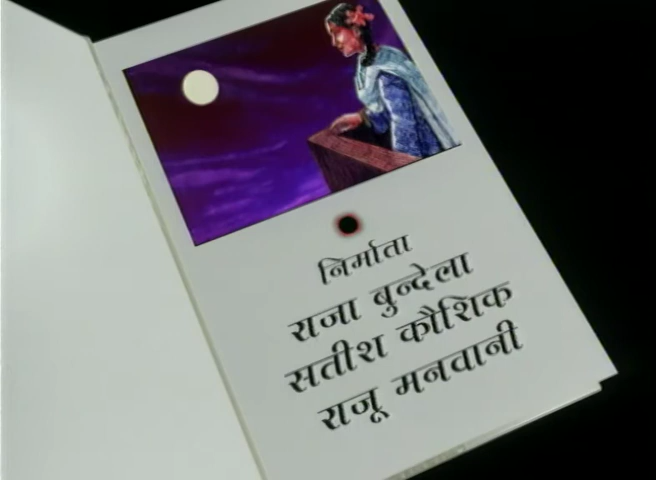 निर्माता
राजा बुन्देला
सतीश कौशिक
राजू मनवानी